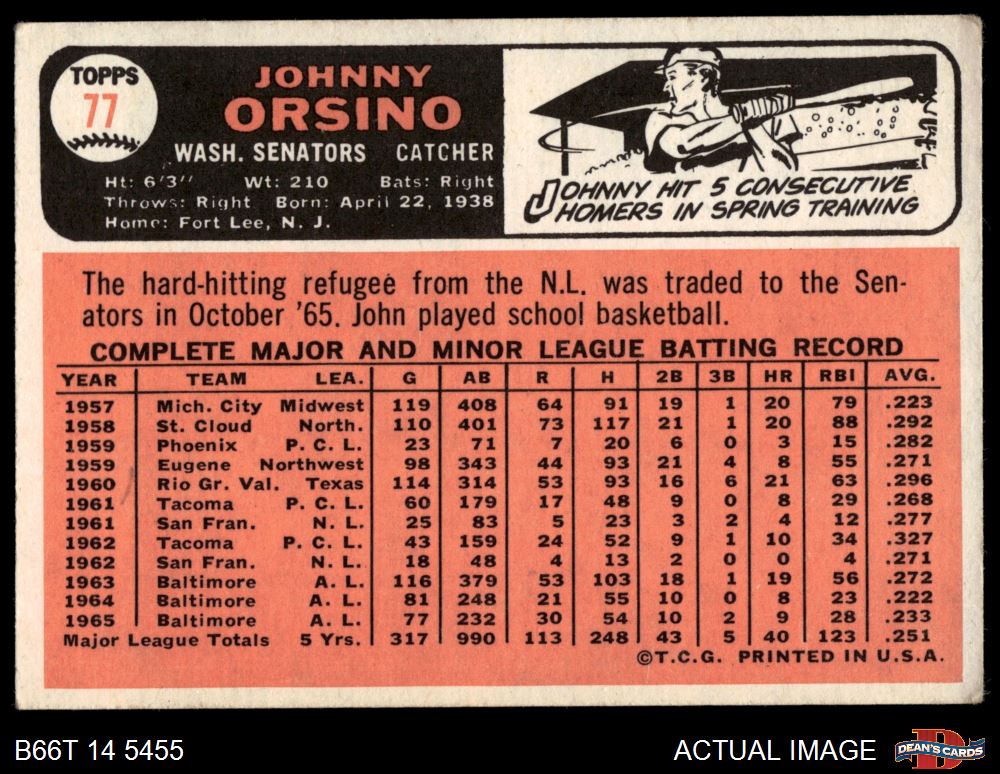 TOPPS
77
JOHNNY
ORSINO
WASH. SENATORS CATCHER
Ht: 6'3" Wt: 210 Bats: Right
Throws: Right Born: April 22, 1938
Home: Fort Lee, N. J.
JOHNNY HIT 5 CONSECUTIVE
HOMERS IN SPRING TRAINING
The hard-hitting refugee from the N.L. was traded to the Sen-
ators in October '65. John played school basketball.
COMPLETE MAJOR AND MINOR LEAGUE BATTING RECORD
YEAR TEAM LEA. G AB R H 2B 3B HR RBI AVG.
1957 Mich. City Midwest 119 408 64 91 19 1 20 79 .223
1958 St. Cloud North. 110 401 73 117 21 1 20 88 .292
1959 Phoenix P. C. L. 23 71 7 20 6 0 3 15 .282
1959 Eugene Northwest 98 343 44 93 21 4 8 55 .271
1960 Rio Gr. Val. Texas 114 314 53 93 16 6 21 63 .296
1961 Tacoma P. C. L. 60 179 17 48 9 0 8 29 .268
1961 San Fran. N. L. 25 83 5 23 3 2 4 12 .277
1962 Tacoma P. C. L. 43 159 24 52 9 1 10 34 .327
1962 San Fran. N. L. 18 48 4 13 2 0 0 4 .271
1963 Baltimore A. L. 116 379 53 103 18 1 19 56 .272
1964 Baltimore A. L. 81 248 21 55 10 0 8 23 .222
1965 Baltimore A. L. 77 232 30 54 10 2 9 28 .233
Major League Totals 5 Yrs. 317 990 113 248 43 5 40 123 .251
©T.C.G. PRINTED IN U.S.A.
B66T 14 5455
ACTUAL IMAGE
DEAN'S CARDS